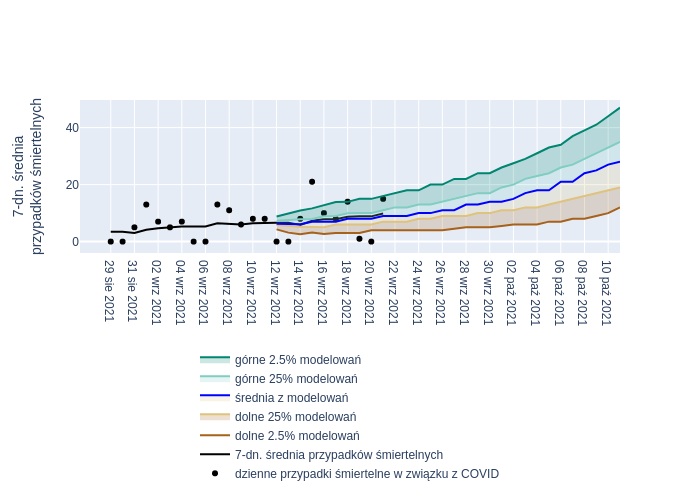 7-dn. średnia
przypadków śmiertelnych
40
20
0
29 sie 2021
31 sie 2021
02 wrz 2021
04 wrz 2021
06 wrz 2021
08 wrz 2021
10 wrz 2021
12 wrz 2021
14 wrz 2021
16 wrz 2021
18 wrz 2021
20 wrz 2021
22 wrz 2021
24 wrz 2021
26 wrz 2021
28 wrz 2021
30 wrz 2021
02 paź 2021
04 paź 2021
06 paź 2021
08 paź 2021
10 paź 2021
górne 2.5% modelowań
górne 25% modelowań
średnia z modelowań
dolne 25% modelowań
dolne 2.5% modelowań
7-dn. średnia przypadków śmiertelnych
dzienne przypadki śmiertelne w związku z COVID